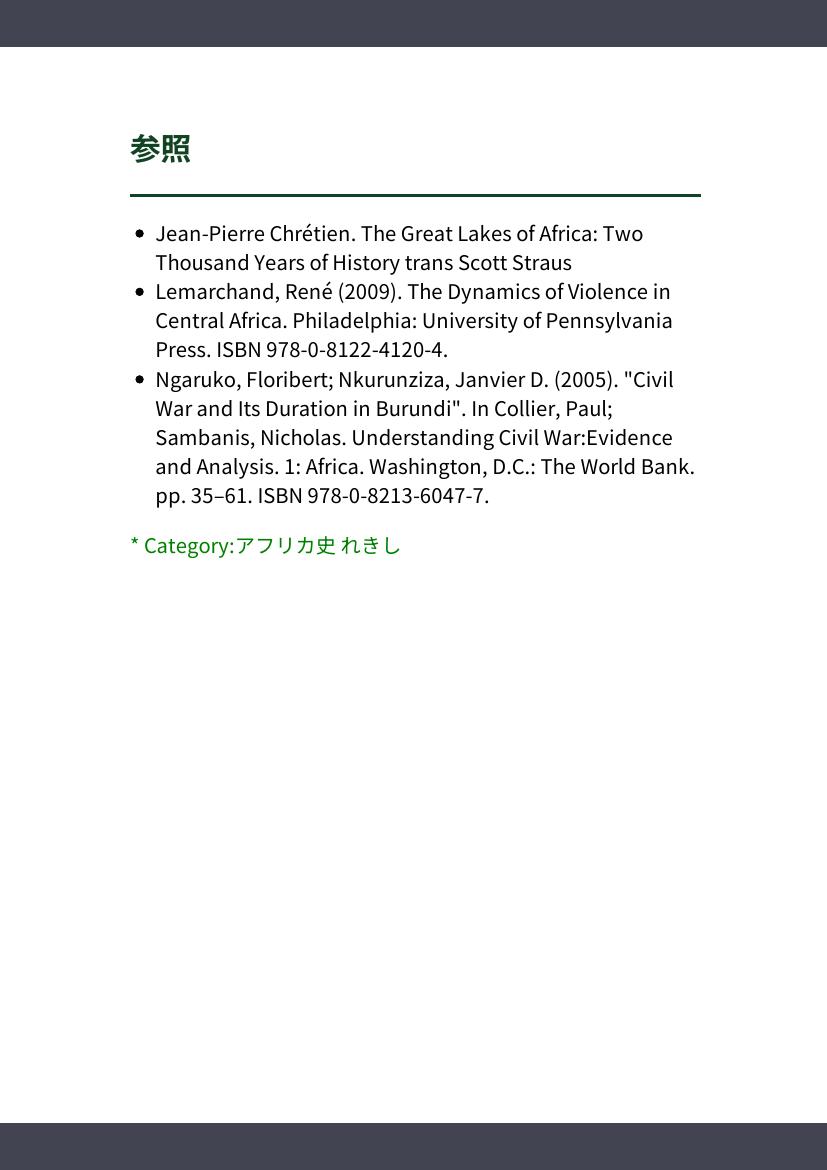 参照
• Jean-Pierre Chrétien. The Great Lakes of Africa: Two
Thousand Years of History trans Scott Straus
• Lemarchand, René (2009). The Dynamics of Violence in
Central Africa. Philadelphia: University of Pennsylvania
Press. ISBN 978-0-8122-4120-4.
• Ngaruko, Floribert; Nkurunziza, Janvier D. (2005). "Civil
War and Its Duration in Burundi". In Collier, Paul;
Sambanis, Nicholas. Understanding Civil War:Evidence
and Analysis. 1: Africa. Washington, D.C.: The World Bank.
pp. 35–61. ISBN 978-0-8213-6047-7.
* Category:アフリカ史 れきし